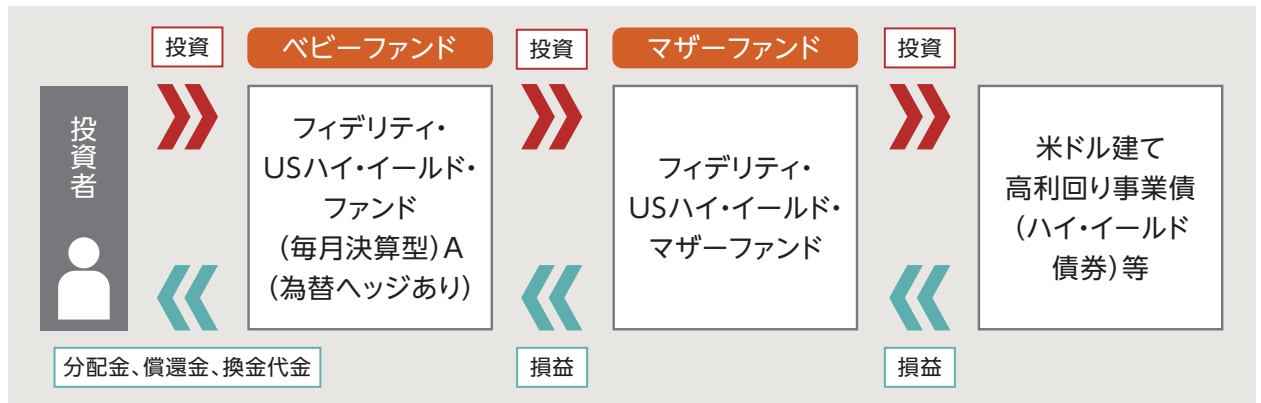 投資
ベビーファンド
投資
マザーファンド
投資
投資者
フィデリティ・
USハイ・イールド・
ファンド
(毎月決算型)A
(為替ヘッジあり)
フィデリティ・
USハイ・イールド・
マザーファンド
米ドル建て
高利回り事業債
(ハイ・イールド
債券)等
分配金、償還金、換金代金
損益
損益